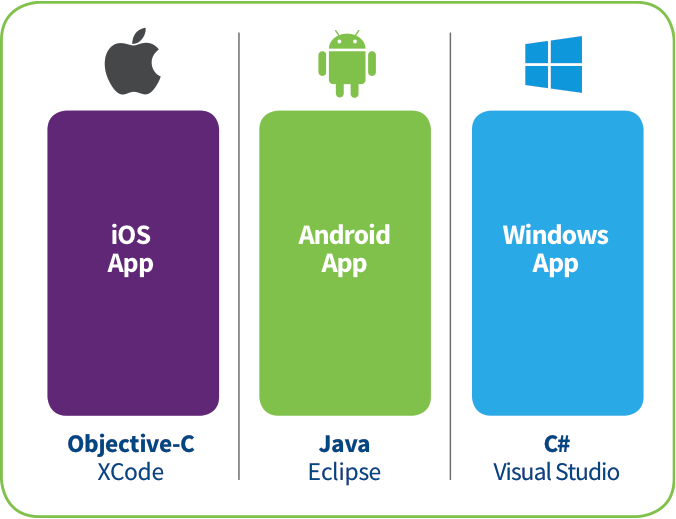 iOS
App
Objective-C
XCode
Android
App
Java
Eclipse
Windows
App
C#
Visual Studio